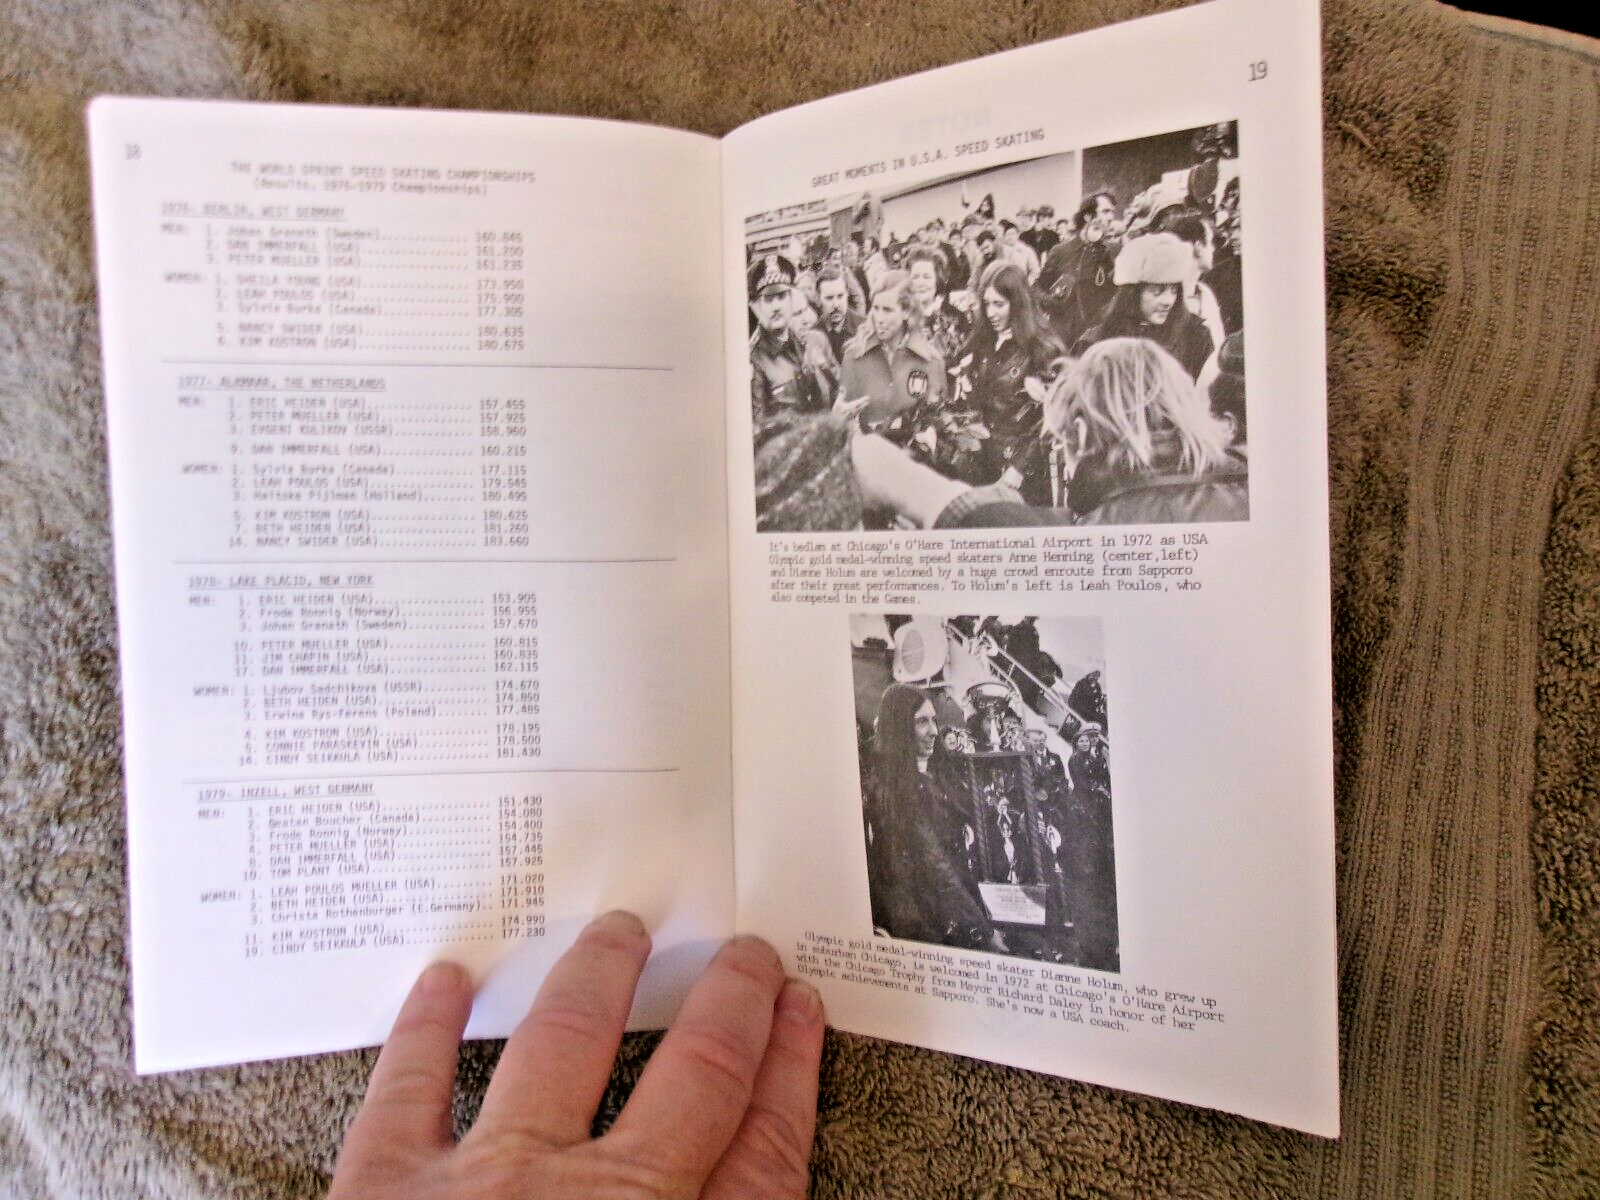 18
THE WORLD SPRINT SPEED SKATING CHAMPIONSHIPS
(Results, 1976-1979 Championships)
1976- BERLIN, WEST GERMANY
MEN: 1. Johan Granath (Sweden)............. 160.845
2. DAN IMMERFALL (USA)................ 161.200
3. PETER MUELLER (USA)................ 161.235
WOMEN: 1. SHEILA YOUNG (USA)................ 173.950
2. LEAH POULOS (USA)................. 175.900
3. Sylvia Burka (Canada)............. 177.305
5. NANCY SWIDER (USA)................ 180.635
6. KIM KOSTRON (USA)................. 180.675
1977- ALKMAAR, THE NETHERLANDS
MEN: 1. ERIC HEIDEN (USA)................ 157.455
2. PETER MUELLER (USA).............. 157.925
3. EVGENI KULIKOV (USSR)............ 158.960
9. DAN IMMERFALL (USA).............. 160.215
WOMEN: 1. Sylvia Burka (Canada)............ 177.115
2. LEAH POULOS (USA)................ 179.545
3. Haitske Pijlman (Holland)........ 180.495
5. KIM KOSTRON (USA)................ 180.625
7. BETH HEIDEN (USA)................ 181.260
14. NANCY SWIDER (USA).............. 183.660
1978- LAKE PLACID, NEW YORK
MEN: 1. ERIC HEIDEN (USA)................ 153.905
2. Frode Ronnig (Norway)............ 156.955
3. Johan Granath (Sweden)........... 157.670
10. PETER MUELLER (USA)............. 160.815
11. JIM CHAPIN (USA)................ 160.835
17. DAN IMMERFALL (USA)............. 162.115
WOMEN: 1. Ljubov Sadchikova (USSR).......... 174.670
2. BETH HEIDEN (USA)................ 174.850
3. Erwina Rys-Ferens (Poland)....... 177.485
4. KIM KOSTRON (USA)................ 178.195
5. CONNIE PARASKEVIN (USA).......... 178.500
14. CINDY SEIKKULA (USA)............ 181.430
1979- INZELL, WEST GERMANY
MEN: 1. ERIC HEIDEN (USA)............... 151.430
2. Geatan Boucher (Canada)......... 154.080
3. Frode Ronnig (Norway)........... 154.400
4. PETER MUELLER (USA)............. 154.735
8. DAN IMMERFALL (USA)............. 157.445
10. TOM PLANT (USA)................ 157.925
WOMEN: 1. LEAH POULOS MUELLER (USA)........ 171.020
2. BETH HEIDEN (USA)............... 171.910
3. Christa Rothenburger (E.Germany).. 171.945
11. KIM KOSTRON (USA).............. 174.990
19. CINDY SEIKKULA (USA)........... 177.230
19
GREAT MOMENTS IN U.S.A. SPEED SKATING
It's bedlam at Chicago's O'Hare International Airport in 1972 as USA
Olympic gold medal-winning speed skaters Anne Henning (center,left)
and Dianne Holum are welcomed by a huge crowd enroute from Sapporo
after their great performances. To Holum's left is Leah Poulos, who
also competed in the Games.
Olympic gold medal-winning speed skater Dianne Holum, who grew up
in suburban Chicago, is welcomed in 1972 at Chicago's O'Hare Airport
with the Chicago Trophy from Mayor Richard Daley in honor of her
Olympic achievements at Sapporo. She's now a USA coach.